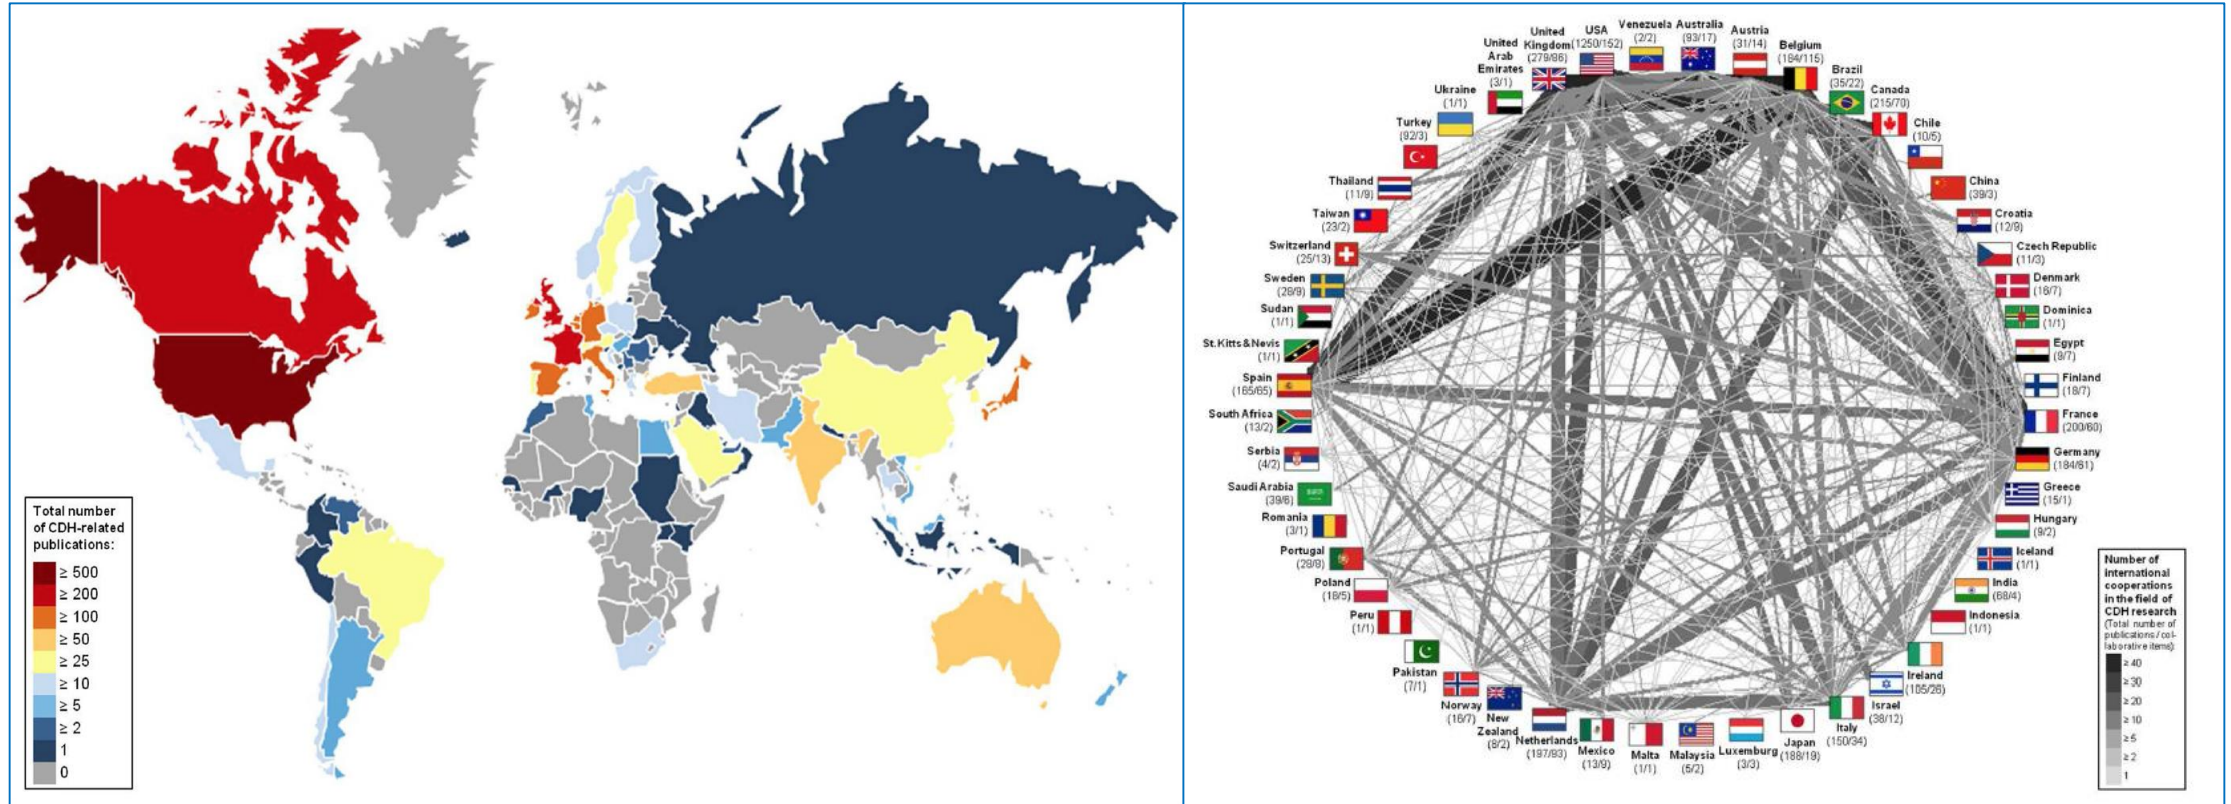 Total number
of CDH-related
publications:
≥ 500
≥ 200
≥ 100
≥ 50
≥ 25
≥ 10
≥ 5
≥ 2
1
0
USA
(1250/152)
Venezuela
(2/2)
Australia
(93/17)
Austria
(31/14)
Belgium
(184/115)
Brazil
(35/22)
Canada
(215/70)
Chile
(10/5)
China
(39/3)
Croatia
(12/9)
Czech Republic
(11/3)
Denmark
(16/7)
Dominica
(1/1)
Egypt
(9/7)
Finland
(18/7)
France
(200/60)
Germany
(184/61)
Greece
(15/1)
Hungary
(9/2)
Iceland
(1/1)
India
(68/4)
Indonesia
(1/1)
Ireland
(105/26)
Israel
(38/12)
Italy
(150/34)
Japan
(188/19)
Luxemburg
(3/3)
Malaysia
(5/2)
Malta
(1/1)
Mexico
(13/9)
Netherlands
(197/83)
New
Zealand
(8/2)
Norway
(16/7)
Pakistan
(7/1)
Peru
(1/1)
Poland
(18/5)
Portugal
(28/8)
Romania
(3/1)
Saudi Arabia
(39/6)
Serbia
(4/2)
South Africa
(13/2)
Spain
(165/65)
St.Kitts&Nevis
(1/1)
Sudan
(1/1)
Sweden
(28/9)
Switzerland
(25/13)
Taiwan
(23/2)
Thailand
(11/9)
Turkey
(92/3)
Ukraine
(1/1)
United
Arab
Emirates
(3/1)
United
Kingdom
(279/86)
Number of
international
cooperations
in the field of
CDH research
(Total number of
publications/col-
laborative items):
≥ 40
≥ 30
≥ 20
≥ 10
≥ 5
≥ 2
1